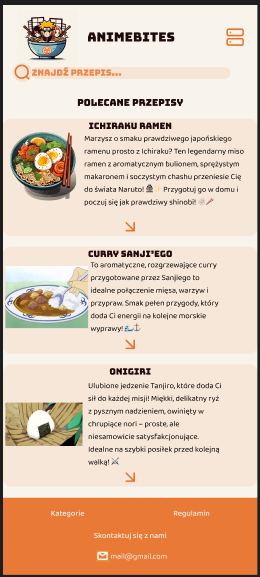 GO
ANIMEBITES
ZNAJDŹ PRZEPIS...
POLECANE PRZEPISY
ICHIRAKU RAMEN
Marzysz o smaku prawdziwego japońskiego
ramenu prosto z Ichiraku? Ten legendarny miso
ramen z aromatycznym bulionem, sprężystym
makaronem i soczystym chashu przeniesie Cię
do świata Naruto! 🏯✨ Przygotuj go w domu i
poczuj się jak prawdziwy shinobi! 🍥🥢
CURRY SANJI'EGO
To aromatyczne, rozgrzewające curry
przygotowane przez Sanjiego to
idealne połączenie mięsa, warzyw i
przypraw. Smak pełen przygody, który
doda Ci energii na kolejne morskie
wyprawy! 🌊⚓
ONIGIRI
Ulubione jedzenie Tanjiro, które doda Ci
sił do każdej misji! Miękki, delikatny ryż
z pysznym nadzieniem, owinięty w
chrupiące nori – proste, ale
niesamowicie satysfakcjonujące.
Idealne na szybki posiłek przed kolejną
walką! ⚔️
Kategorie
Regulamin
Skontaktuj się z nami
mail@gmail.com